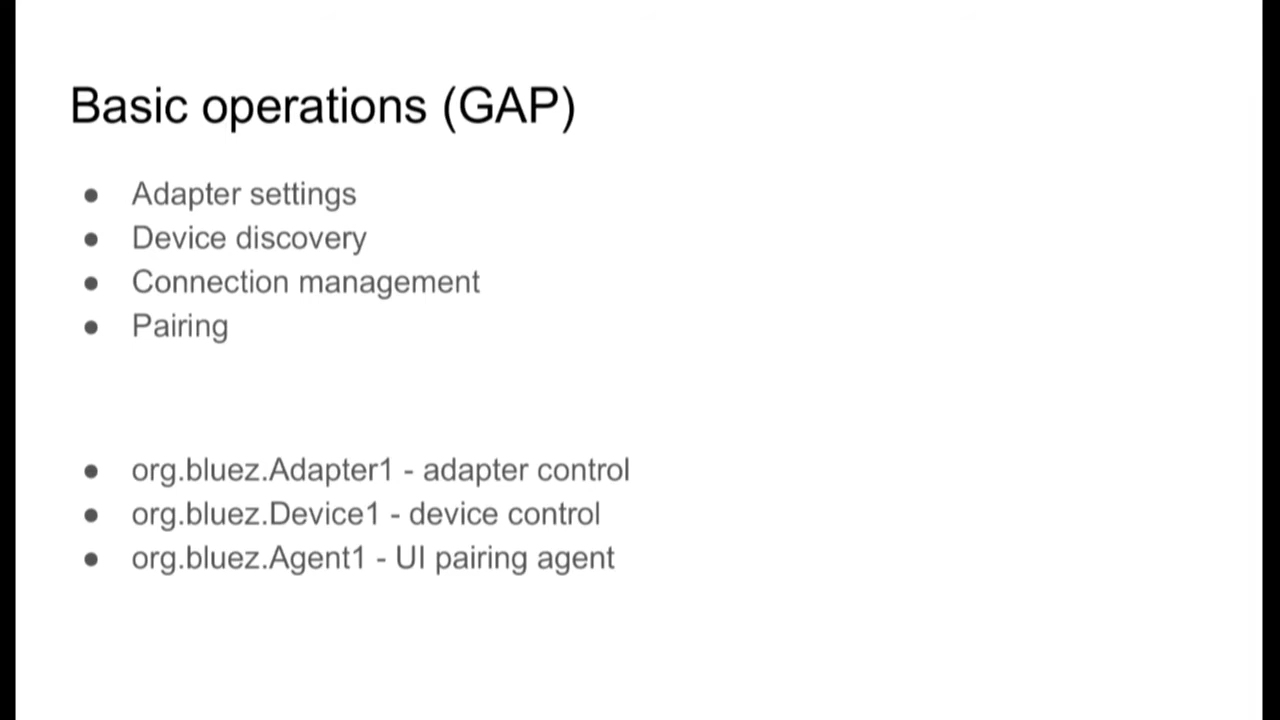 Basic operations (GAP)
● Adapter settings
● Device discovery
● Connection management
● Pairing
● org.bluez.Adapter1 - adapter control
● org.bluez.Device1 - device control
● org.bluez.Agent1 - UI pairing agent